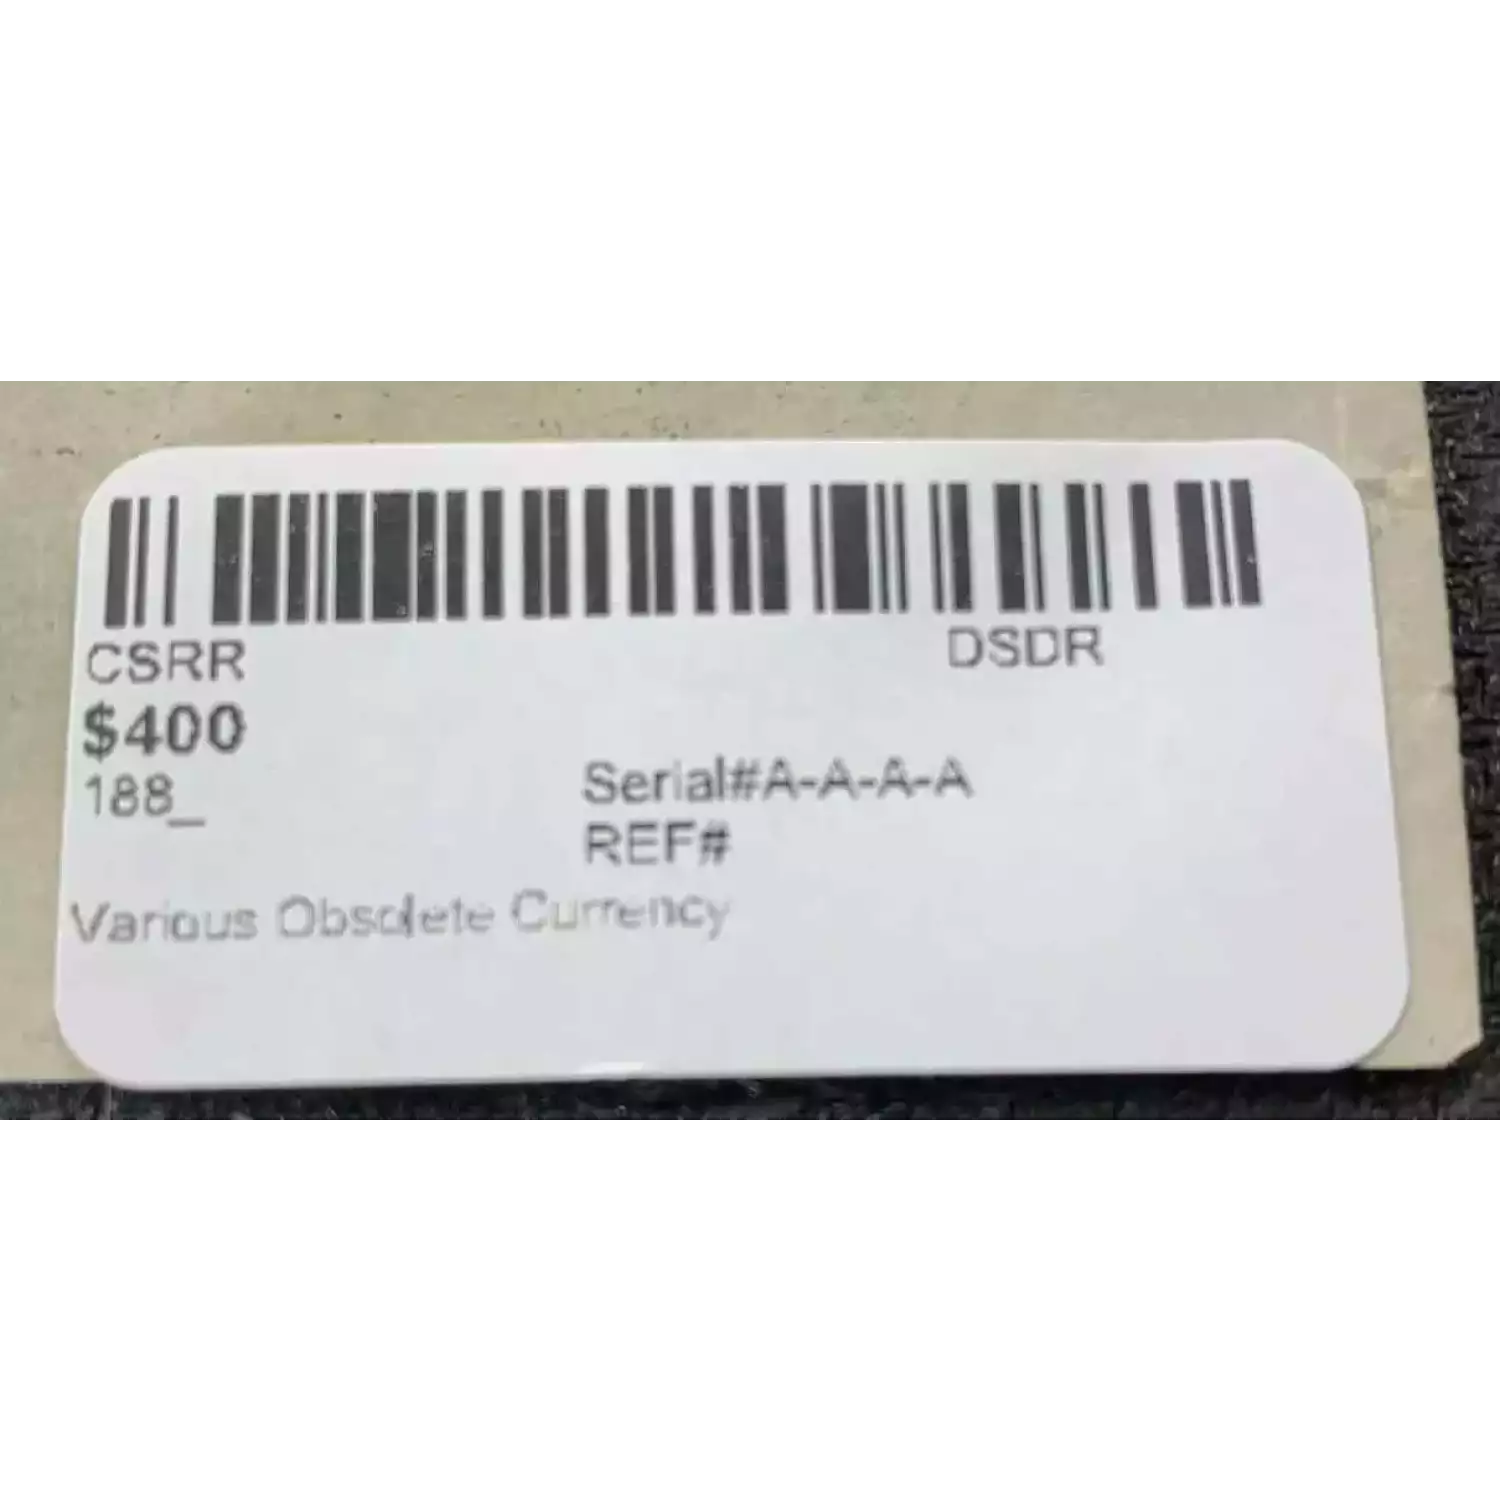 CSRR DSDR
$400
188_
Serial#A-A-A-A
REF#
Various Obsolete Currency